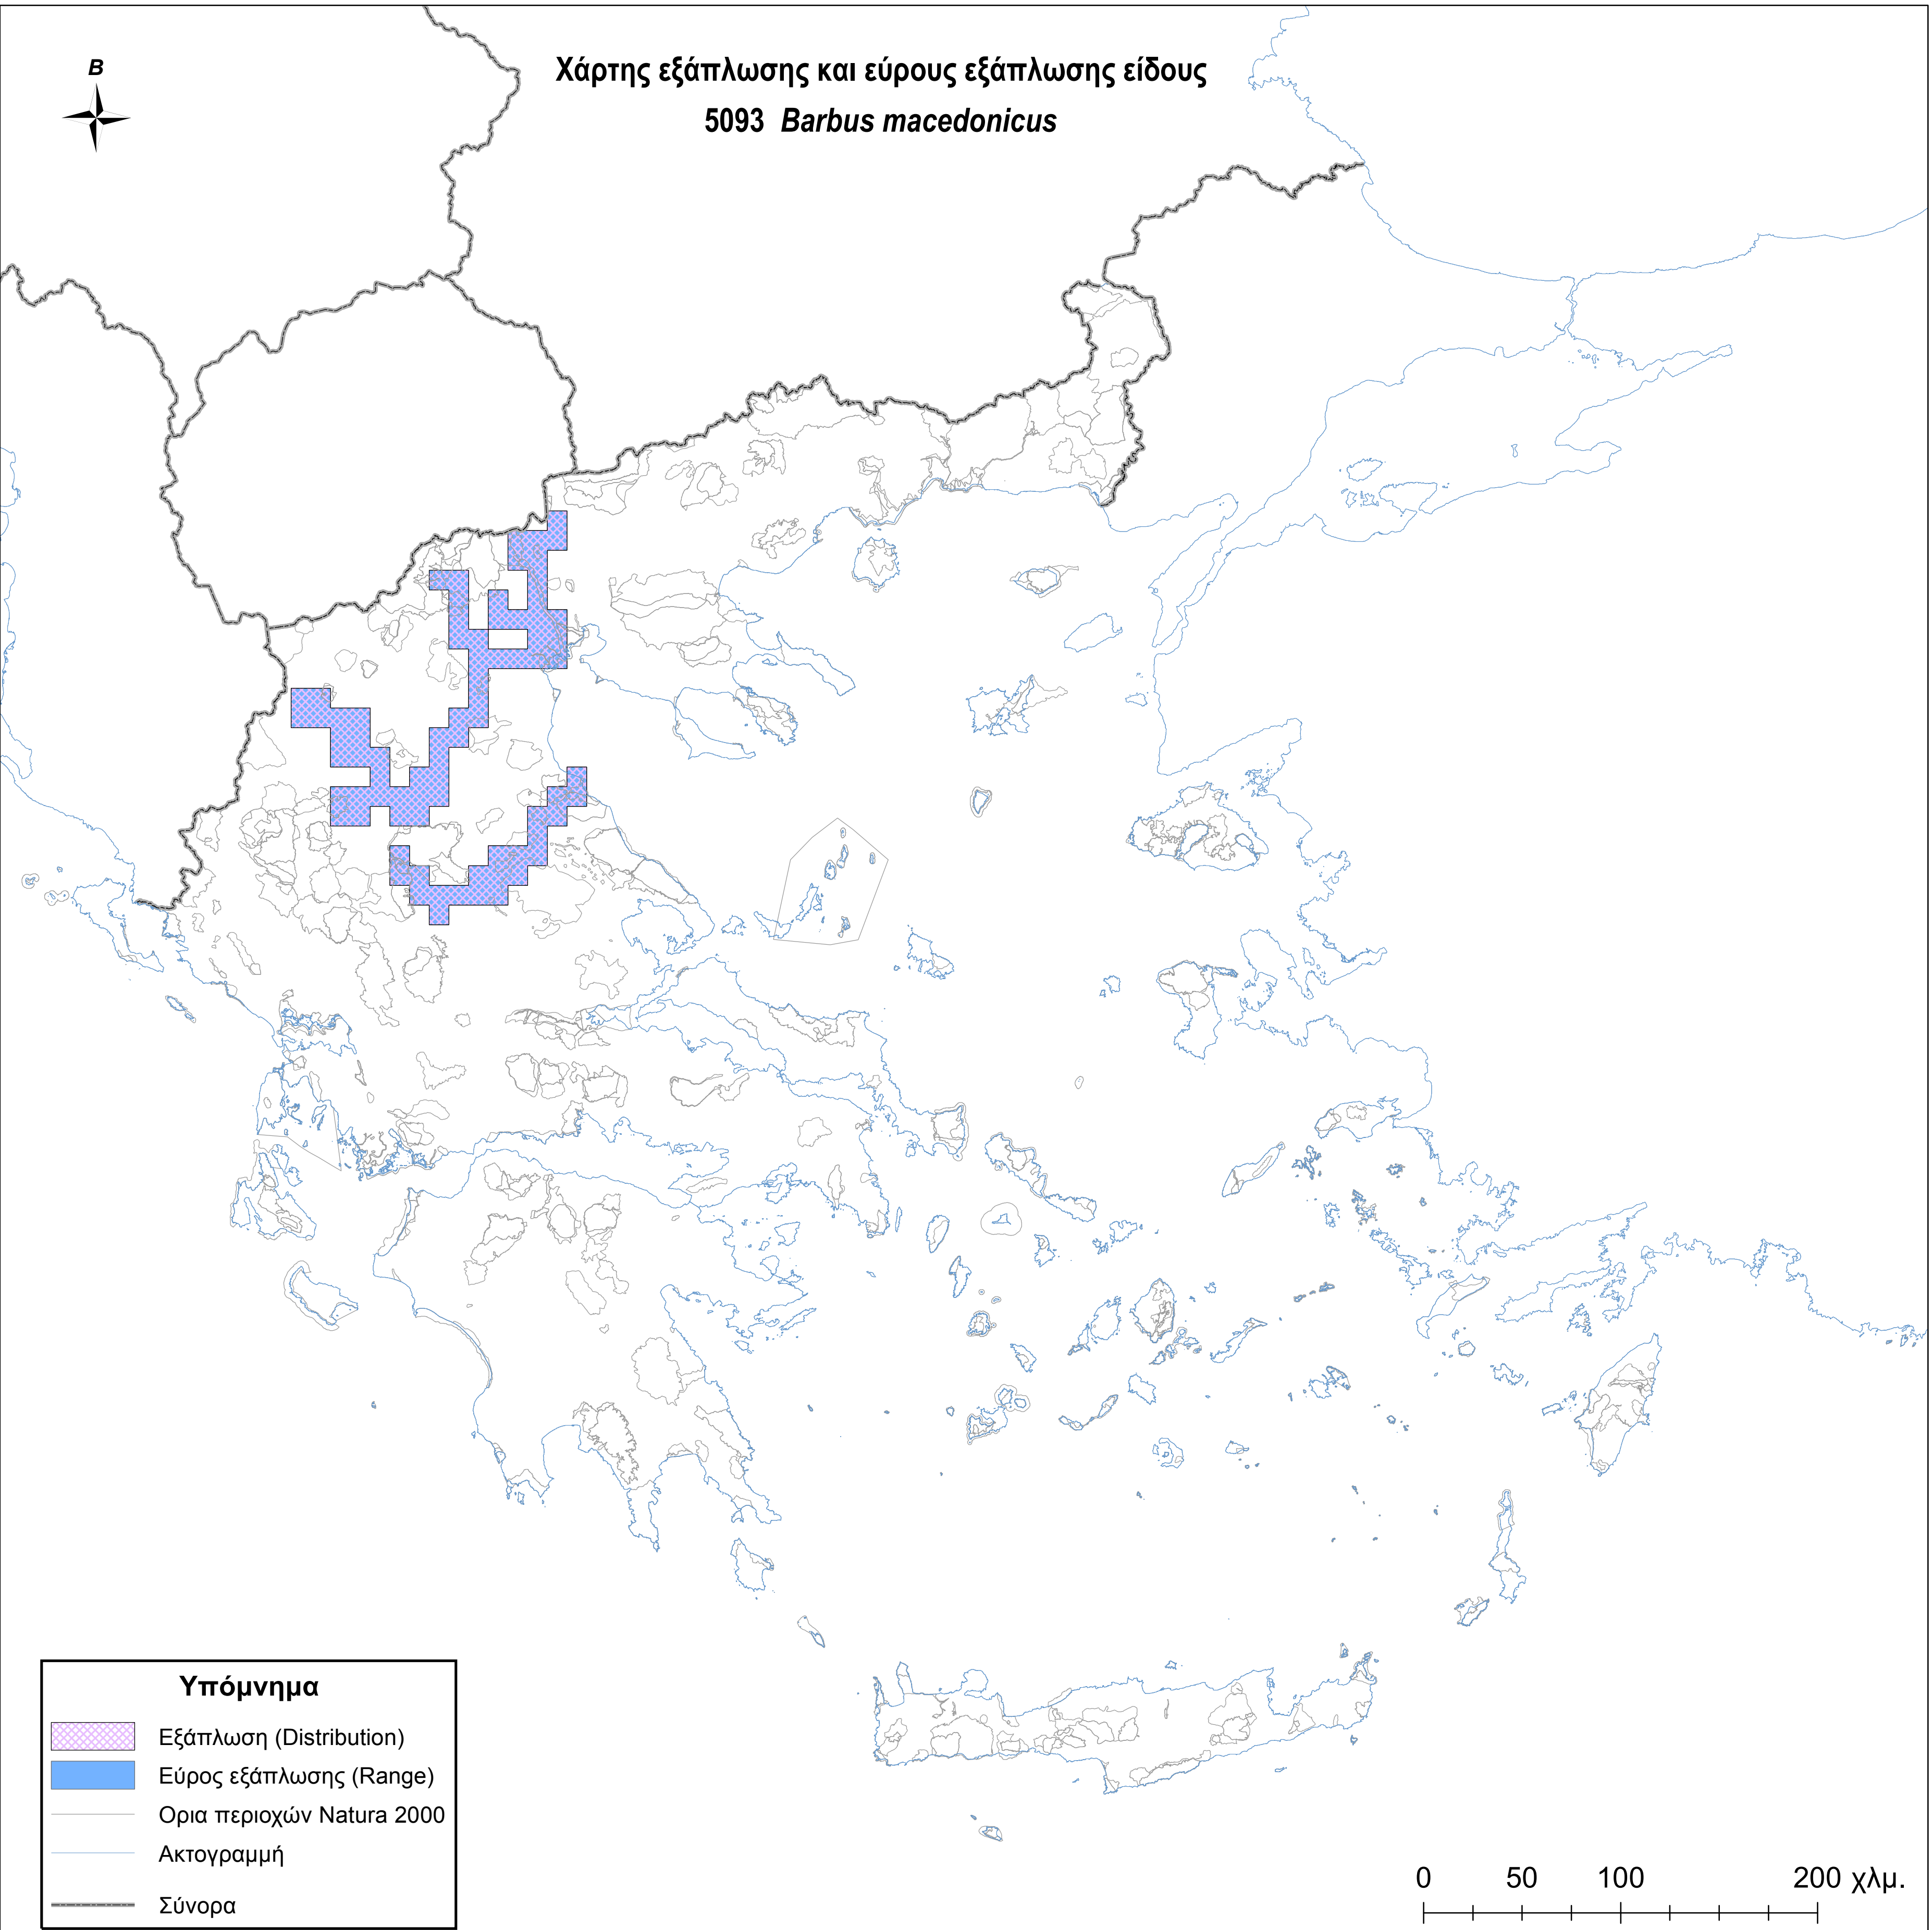 Β
Χάρτης εξάπλωσης και εύρους εξάπλωσης είδους
5093 Barbus macedonicus
Υπόμνημα
Εξάπλωση (Distribution)
Εύρος εξάπλωσης (Range)
Ορια περιοχών Natura 2000
Ακτογραμμή
Σύνορα
0 50 100 200 χλμ.